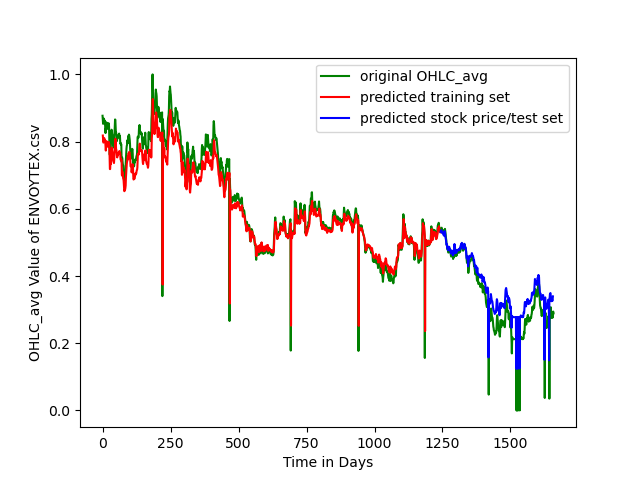 original OHLC_avg
predicted training set
predicted stock price/test set
OHLC_avg Value of ENVOYTEX.csv
1.0
0.8
0.6
0.4
0.2
0.0
0 250 500 750 1000 1250 1500
Time in Days